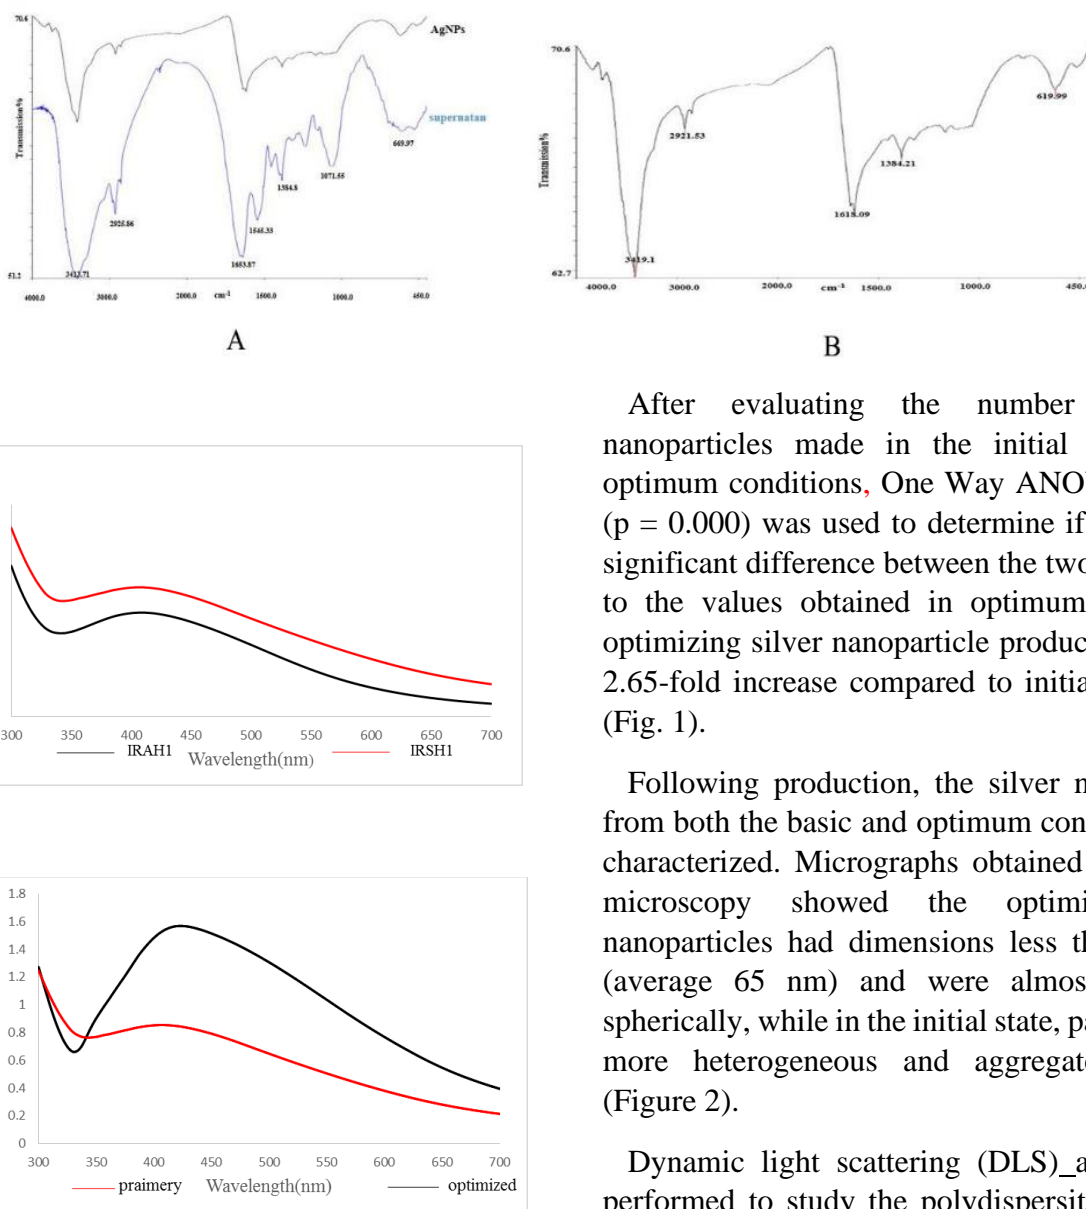 70.6
AgNPs
Transmission%
supernatan
669.97
1071.55
1384.8
2925.86
1545.33
1653.87
3423.71
51.2
4000.0 3000.0 2000.0 cm-1 1500.0 1000.0 450.0
A
70.6
619.99
2921.53
Transmission%
1384.21
1618.09
3419.1
62.7
4000.0 3000.0 2000.0 cm-1 1500.0 1000.0 450.0
B
300 350 400 450 500 550 600 650 700
IRAH1 Wavelength(nm) IRSH1
1.8
1.6
1.4
1.2
1
0.8
0.6
0.4
0.2
0
300 350 400 450 500 550 600 650 700
praimery Wavelength(nm) optimized
After evaluating the number
nanoparticles made in the initial
optimum conditions, One Way ANO
(p = 0.000) was used to determine if
significant difference between the two
to the values obtained in optimum
optimizing silver nanoparticle produc
2.65-fold increase compared to initia
(Fig. 1).
Following production, the silver n
from both the basic and optimum con
characterized. Micrographs obtained
microscopy showed the optimi
nanoparticles had dimensions less th
(average 65 nm) and were almos
spherically, while in the initial state, pa
more heterogeneous and aggregat
(Figure 2).
Dynamic light scattering (DLS) a
performed to study the polydispersit